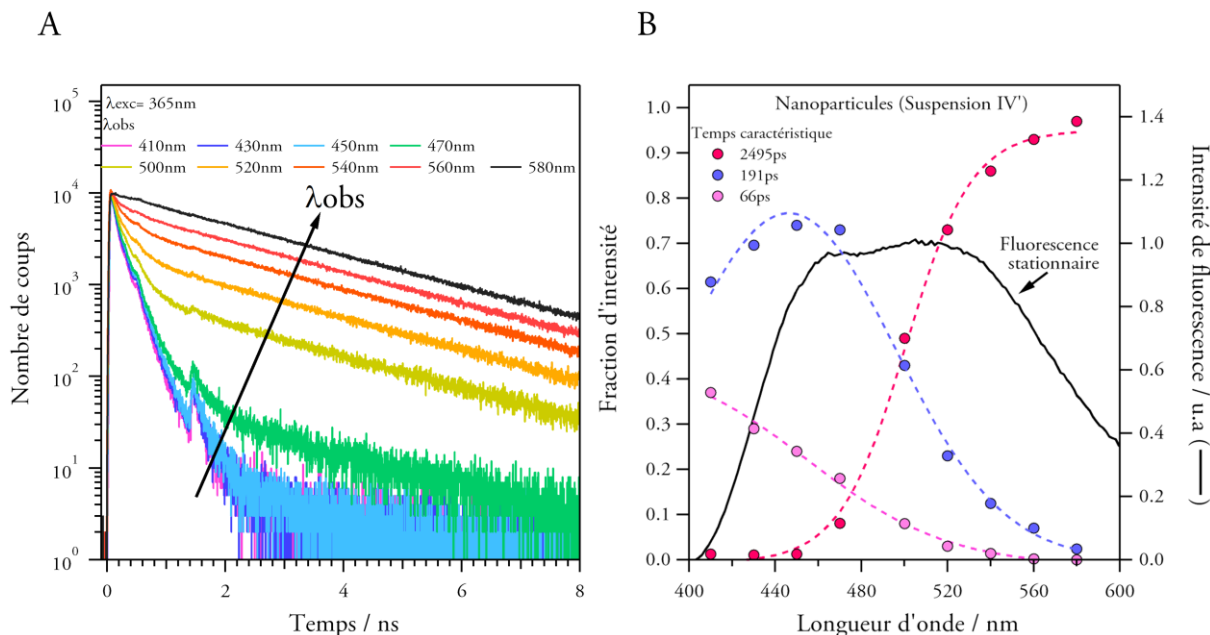 A
B
λexc= 365nm
λobs
410nm 430nm 450nm 470nm
500nm 520nm 540nm 560nm 580nm
λobs
10^5
10^4
10^3
10^2
10^1
10^0
0 2 4 6 8
Nombre de coups
Temps / ns
Nanoparticules (Suspension IV')
Temps caractéristique
2495ps
191ps
66ps
Fluorescence
stationnaire
1.0
0.9
0.8
0.7
0.6
0.5
0.4
0.3
0.2
0.1
0.0
1.4
1.2
1.0
0.8
0.6
0.4
0.2
0.0
400 440 480 520 560 600
Fraction d'intensité
Longueur d'onde / nm
Intensité de fluorescence / u.a ( — )